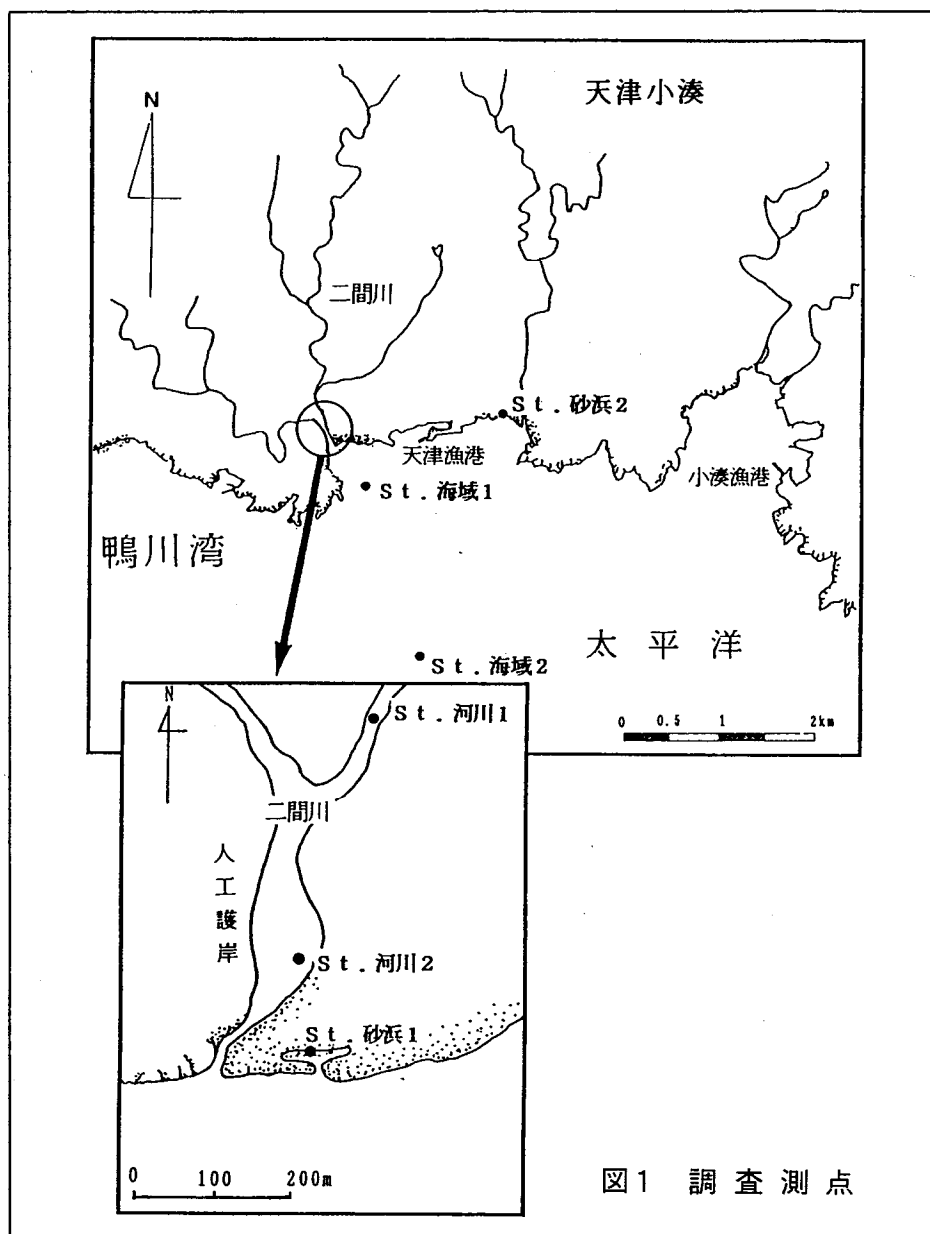 天津小湊
N
二間川
St.砂浜2
天津漁港
小湊漁港
St.海域1
鴨川湾
太平洋
St.海域2
0 0.5 1 2km
N
St.河川1
二間川
人工護岸
St.河川2
St.砂浜1
0 100 200m
図1 調査測点